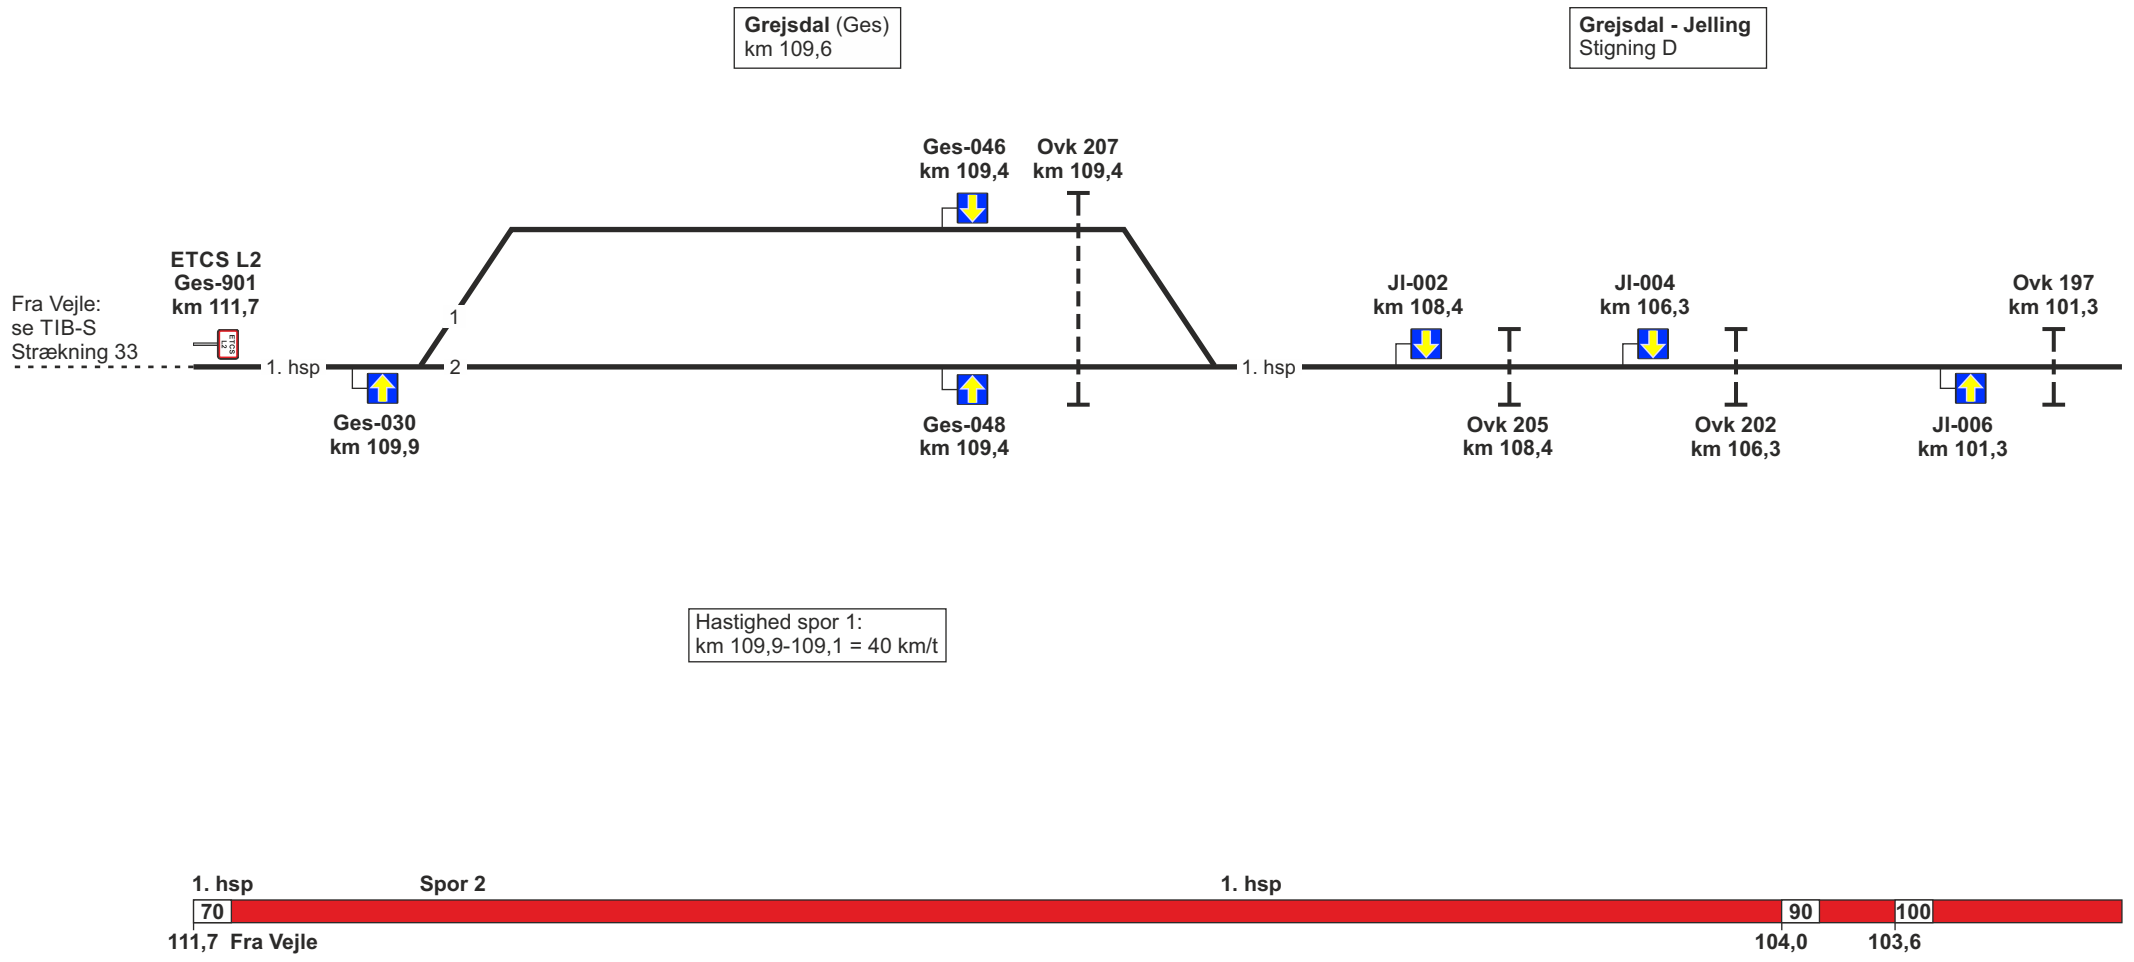 Grejsdal (Ges)
km 109,6
Grejsdal - Jelling
Stigning D
Ges-046
km 109,4
Ovk 207
km 109,4
ETCS L2
Ges-901
km 111,7
Fra Vejle:
se TIB-S
Strækning 33
ETCS
L2
Jl-002
km 108,4
Jl-004
km 106,3
Ovk 197
km 101,3
1
1. hsp
2
1. hsp
Ges-030
km 109,9
Ges-048
km 109,4
Ovk 205
km 108,4
Ovk 202
km 106,3
Jl-006
km 101,3
Hastighed spor 1:
km 109,9-109,1 = 40 km/t
1. hsp
Spor 2
1. hsp
70
90
100
111,7 Fra Vejle
104,0
103,6